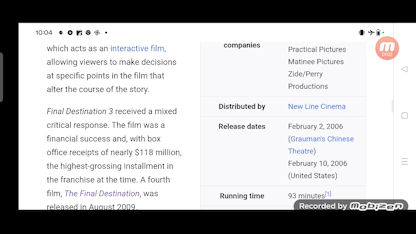 10:04
which acts as an interactive film,
allowing viewers to make decisions
at specific points in the film that
alter the course of the story.
Final Destination 3 received a mixed
critical response. The film was a
financial success and, with box
office receipts of nearly $118 million,
the highest-grossing installment in
the franchise at the time. A fourth
film, The Final Destination, was
released in August 2009.
companies
Practical Pictures
Matinee Pictures
Zide/Perry
Productions
Distributed by New Line Cinema
Release dates February 2, 2006
(Grauman's Chinese
Theatre)
February 10, 2006
(United States)
Running time 93 minutes[1]
Recorded by mobizen